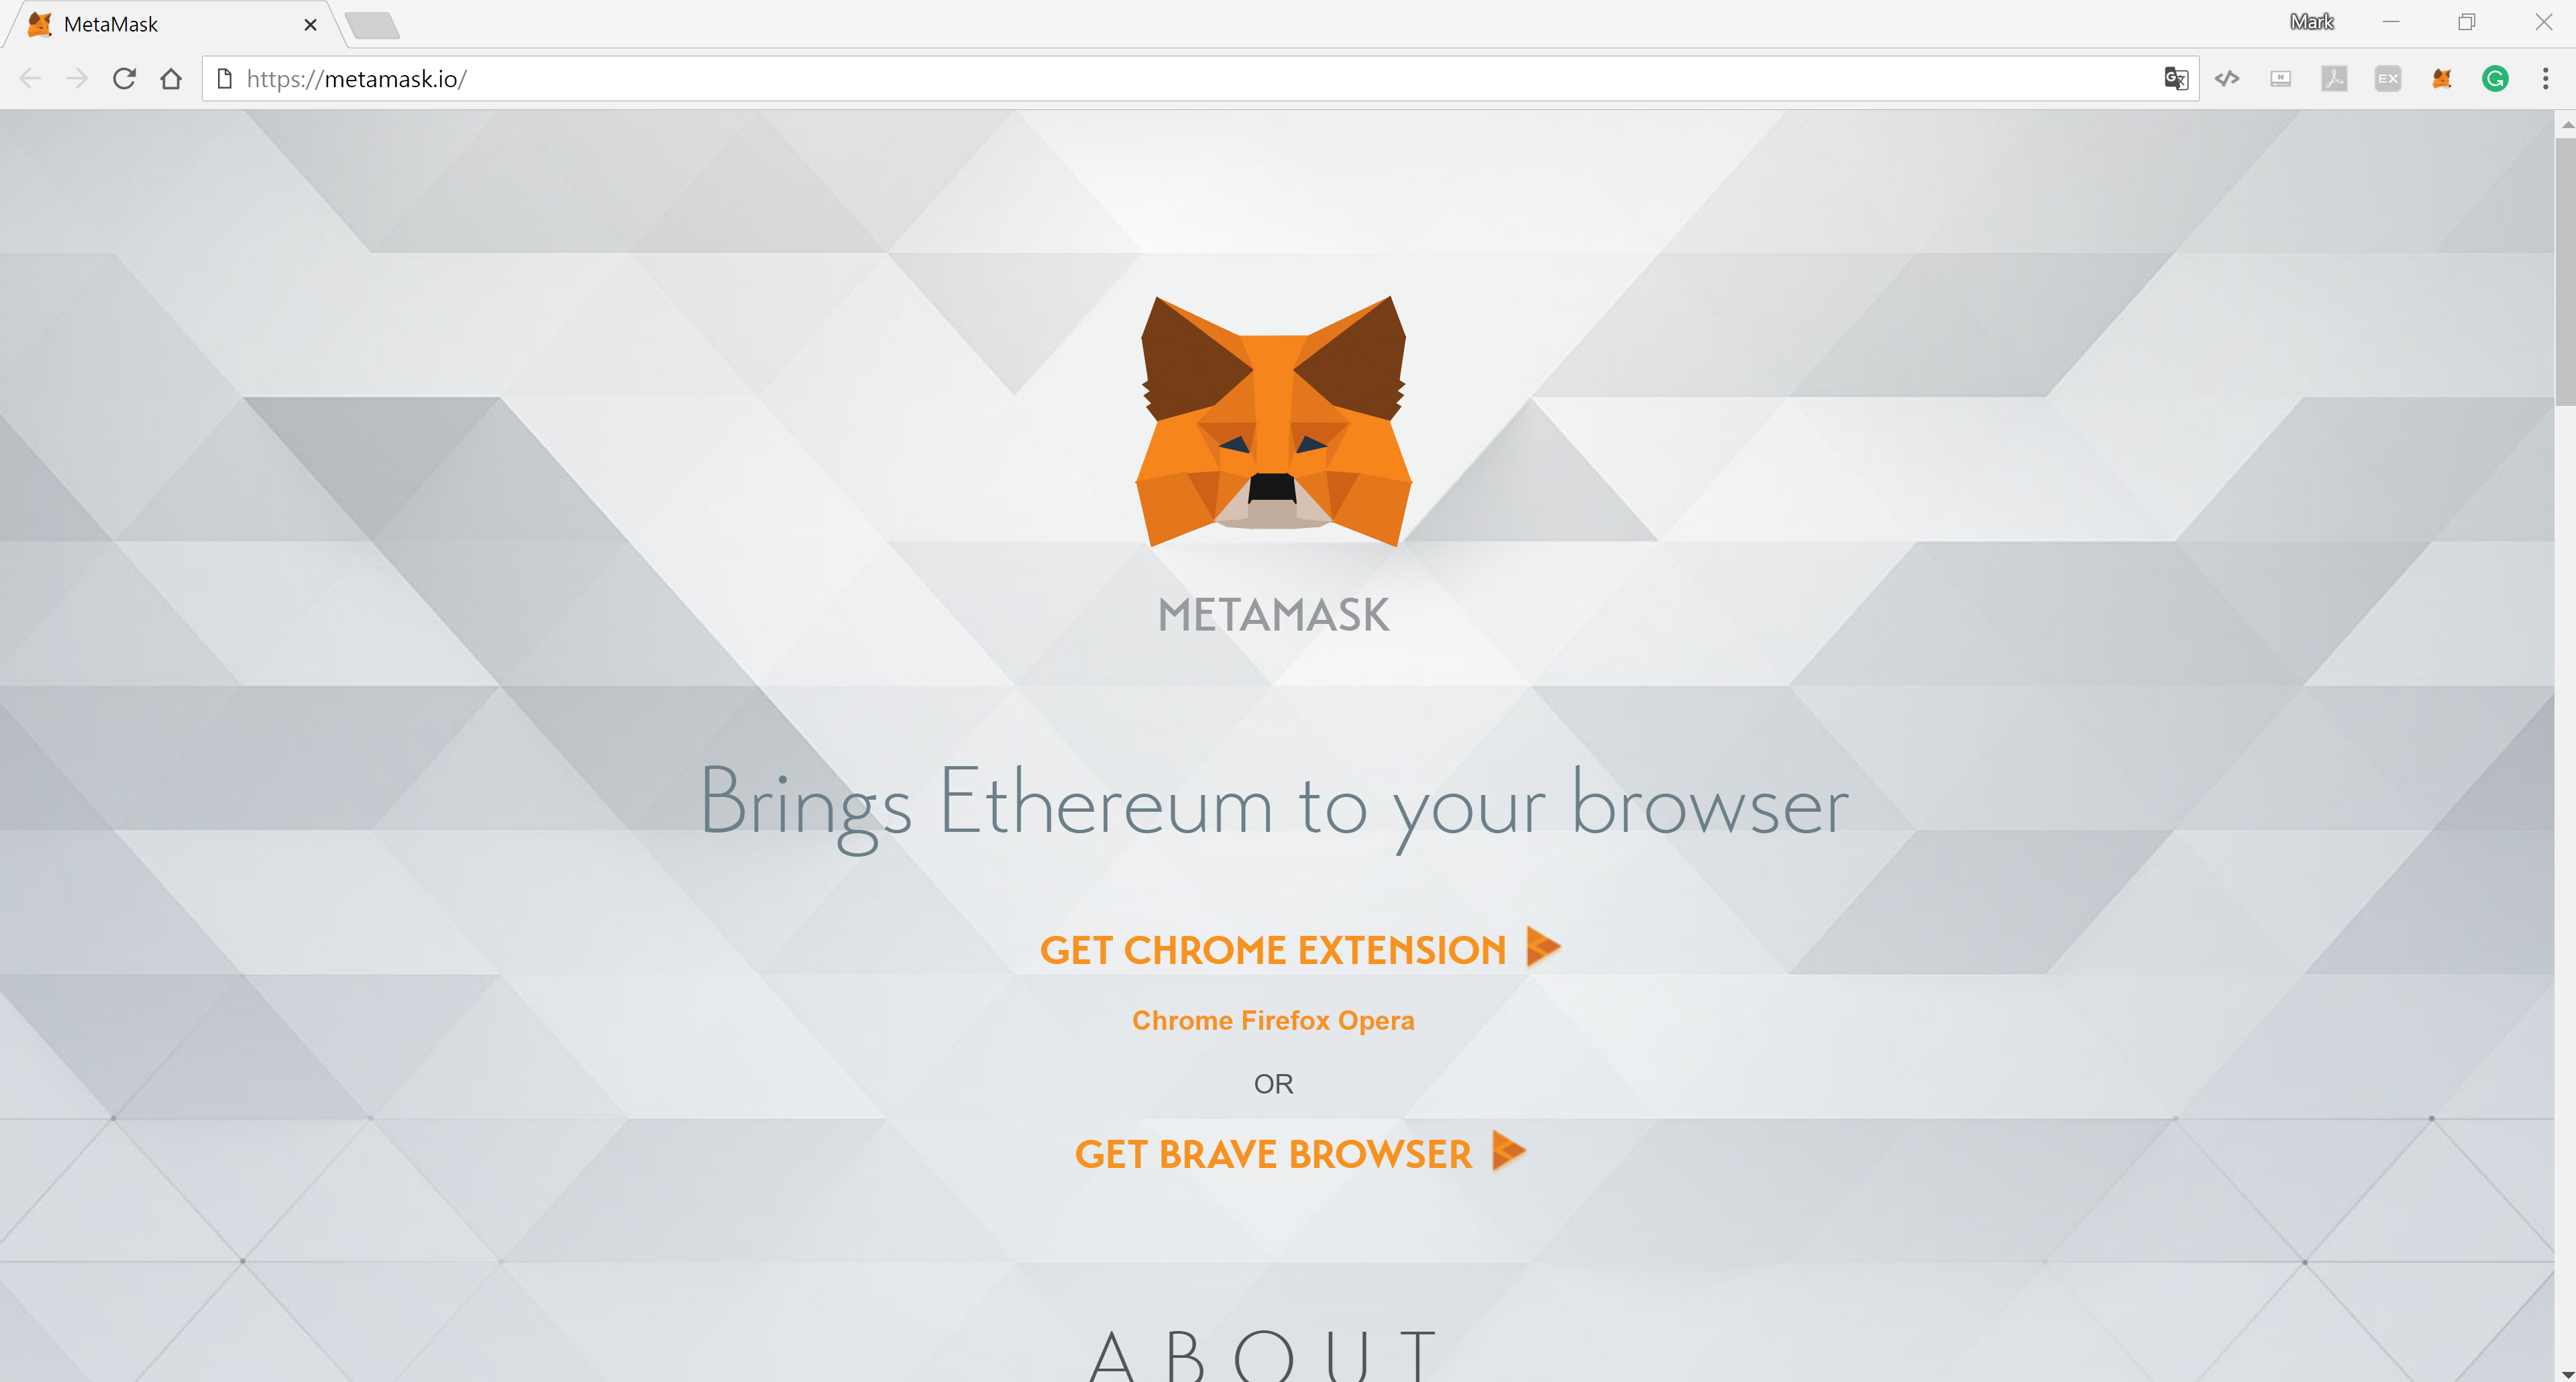 MetaMask
Mark
https://metamask.io/
EX
METAMASK
Brings Ethereum to your browser
GET CHROME EXTENSION
Chrome Firefox Opera
OR
GET BRAVE BROWSER
ABOUT